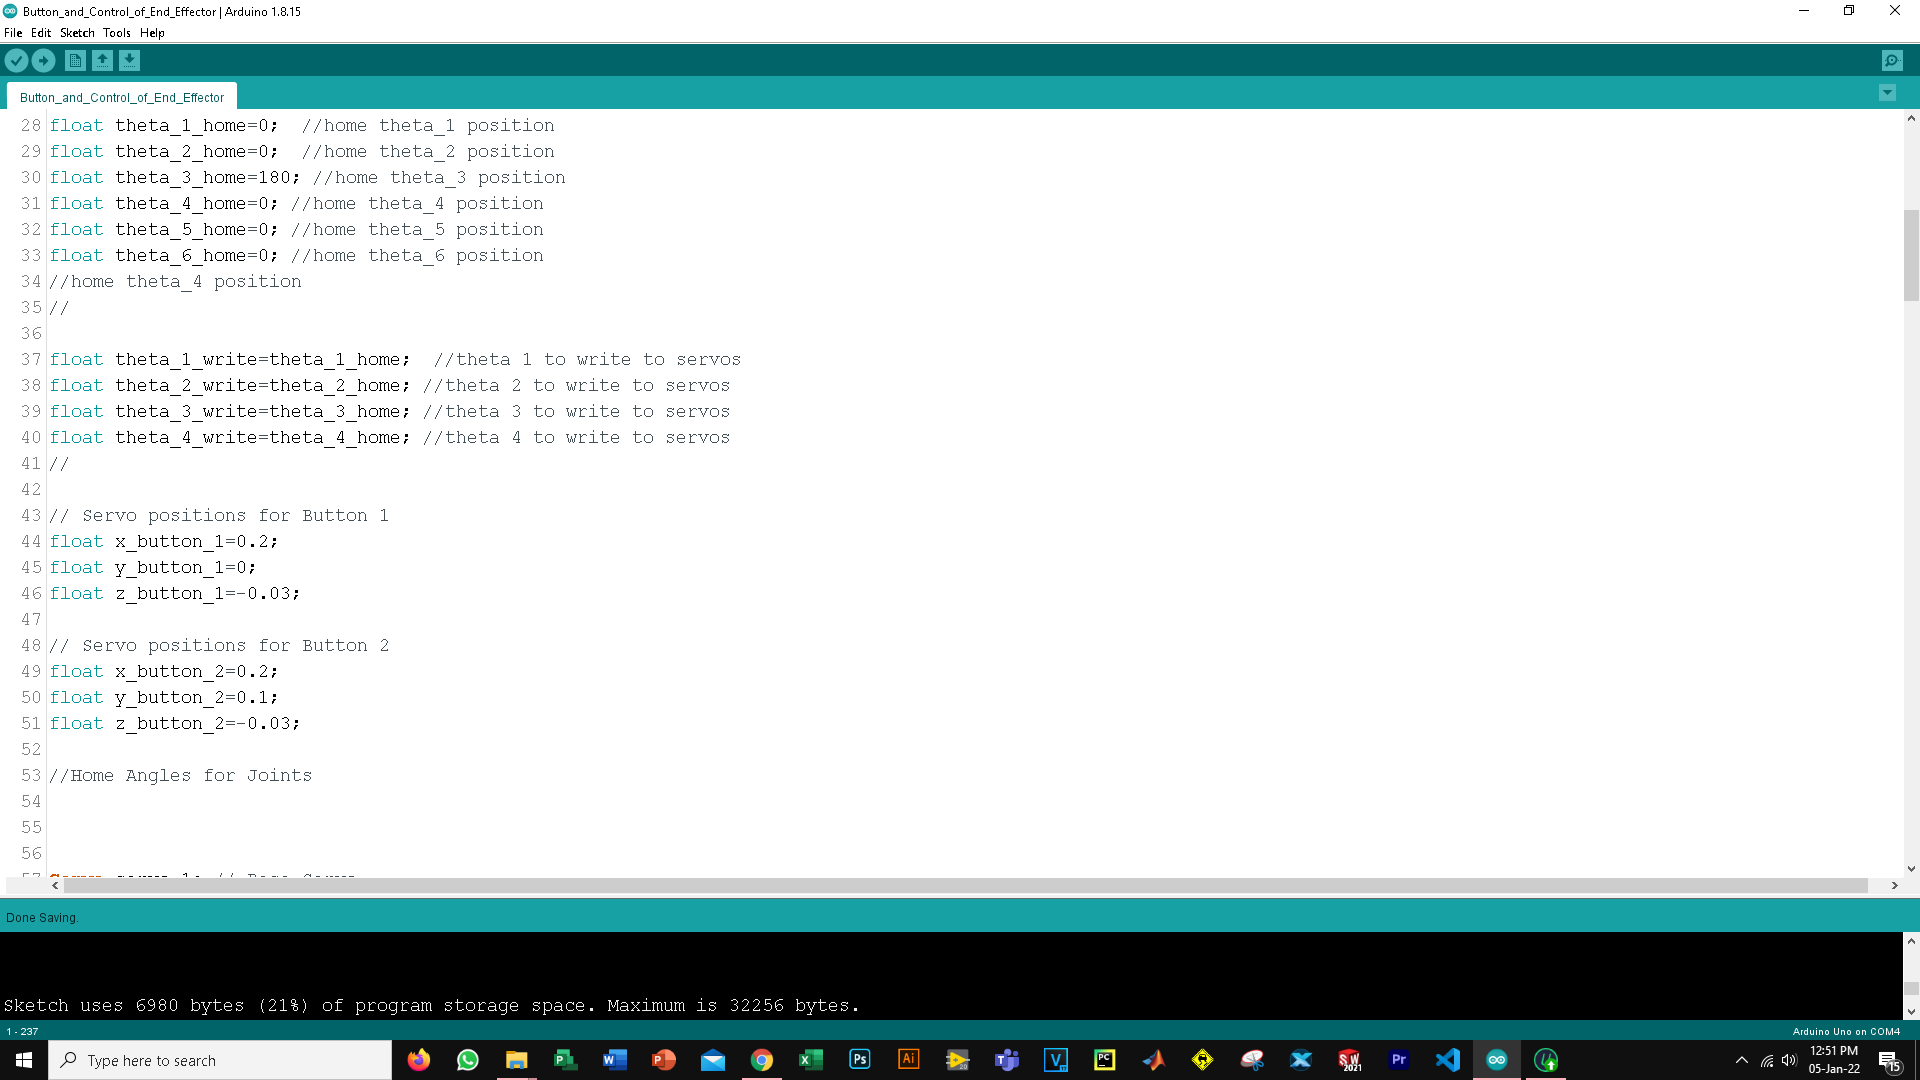 Button_and_Control_of_End_Effector | Arduino 1.8.15
File Edit Sketch Tools Help
Button_and_Control_of_End_Effector
28 float theta_1_home=0;  //home theta_1 position
29 float theta_2_home=0;  //home theta_2 position
30 float theta_3_home=180; //home theta_3 position
31 float theta_4_home=0; //home theta_4 position
32 float theta_5_home=0; //home theta_5 position
33 float theta_6_home=0; //home theta_6 position
34 //home theta_4 position
35 //
36
37 float theta_1_write=theta_1_home;  //theta 1 to write to servos
38 float theta_2_write=theta_2_home; //theta 2 to write to servos
39 float theta_3_write=theta_3_home; //theta 3 to write to servos
40 float theta_4_write=theta_4_home; //theta 4 to write to servos
41 //
42
43 // Servo positions for Button 1
44 float x_button_1=0.2;
45 float y_button_1=0;
46 float z_button_1=-0.03;
47
48 // Servo positions for Button 2
49 float x_button_2=0.2;
50 float y_button_2=0.1;
51 float z_button_2=-0.03;
52
53 //Home Angles for Joints
54
55
56
Done Saving.
Sketch uses 6980 bytes (21%) of program storage space. Maximum is 32256 bytes.
1 - 237
Arduino Uno on COM4
Type here to search
12:51 PM
05-Jan-22
15